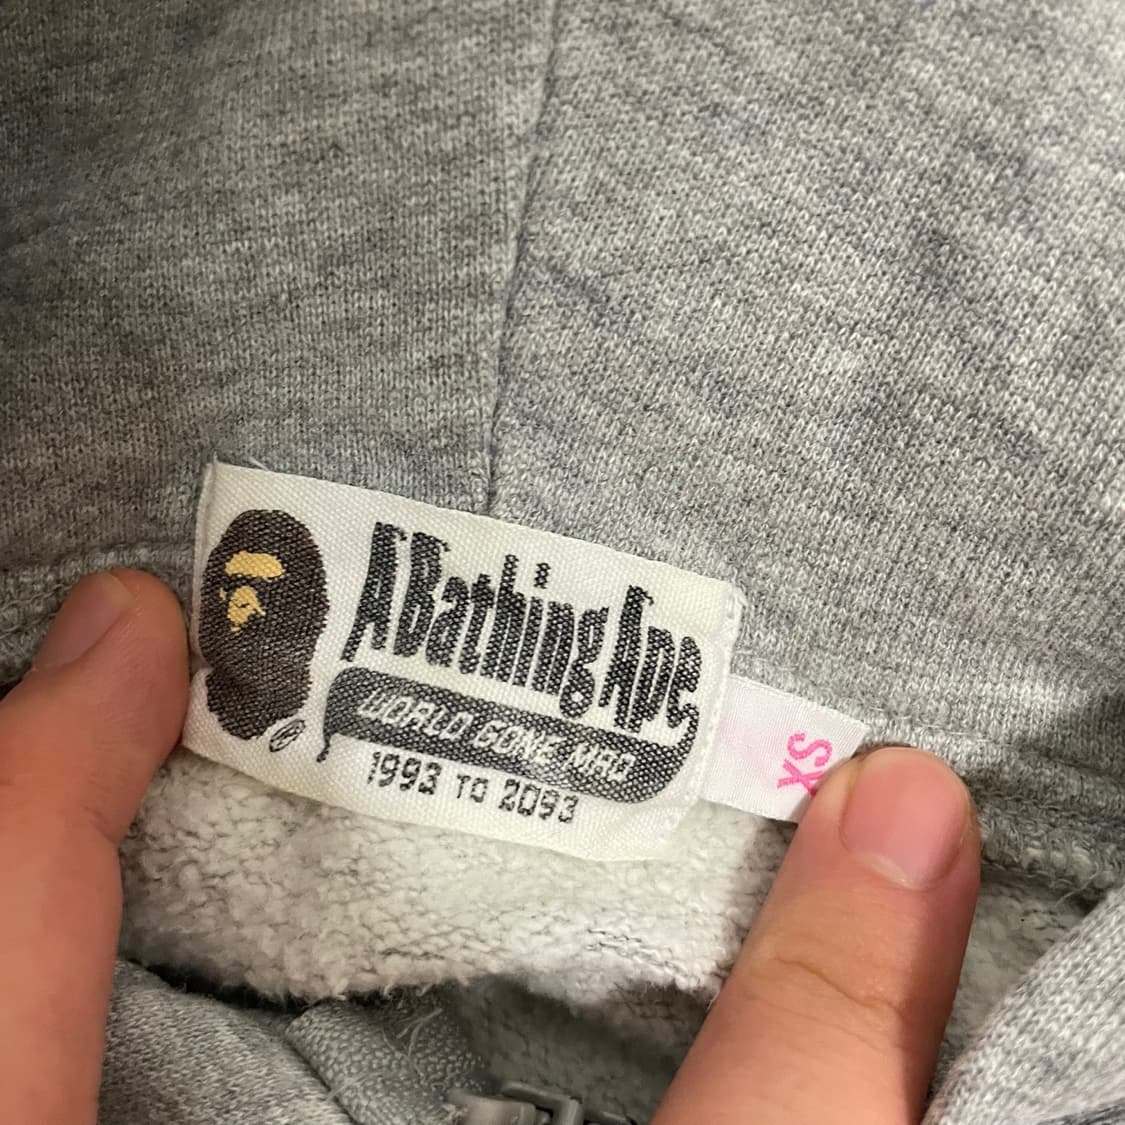 A Bathing Ape
WORLD GONE MAD
1993 TO 2093
XS